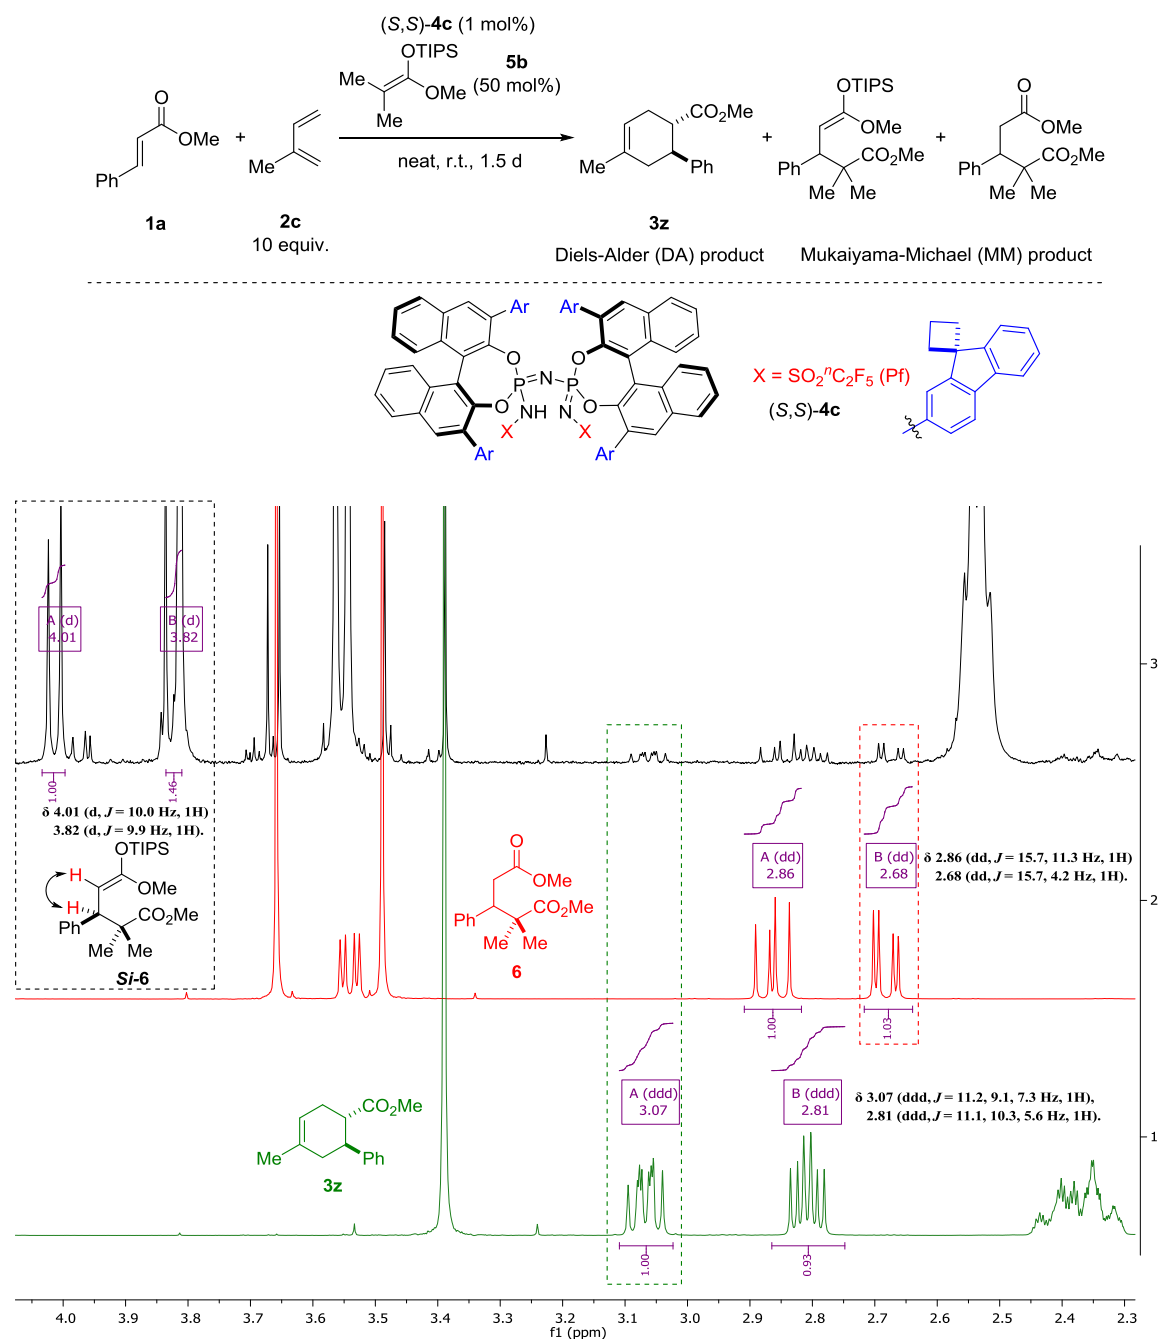 (S,S)-4c (1 mol%)
OTIPS
Me
OMe
Me
5b
(50 mol%)
O
OMe
Ph
+
Me
neat, r.t., 1.5 d
CO₂Me
Me
Ph
+
OTIPS
OMe
Ph
CO₂Me
Me Me
+
O
OMe
Ph
CO₂Me
Me Me
1a
2c
10 equiv.
3z
Diels-Alder (DA) product
Mukaiyama-Michael (MM) product
Ar
Ar
O
O
P=N–P
O
O
NH
N
X
X
Ar
Ar
X = SO₂ⁿC₂F₅ (Pf)
(S,S)-4c
A (d)
4.01
B (d)
3.82
1.00
1.46
δ 4.01 (d, J = 10.0 Hz, 1H)
3.82 (d, J = 9.9 Hz, 1H).
OTIPS
H
OMe
H
Ph
CO₂Me
Me Me
Si-6
O
OMe
Ph
CO₂Me
Me Me
6
A (dd)
2.86
B (dd)
2.68
δ 2.86 (dd, J = 15.7, 11.3 Hz, 1H)
2.68 (dd, J = 15.7, 4.2 Hz, 1H).
1.00
1.03
CO₂Me
Me
Ph
3z
A (ddd)
3.07
B (ddd)
2.81
δ 3.07 (ddd, J = 11.2, 9.1, 7.3 Hz, 1H),
2.81 (ddd, J = 11.1, 10.3, 5.6 Hz, 1H).
1.00
0.93
3
2
1
4.0 3.9 3.8 3.7 3.6 3.5 3.4 3.3 3.2 3.1 3.0 2.9 2.8 2.7 2.6 2.5 2.4 2.3
f1 (ppm)